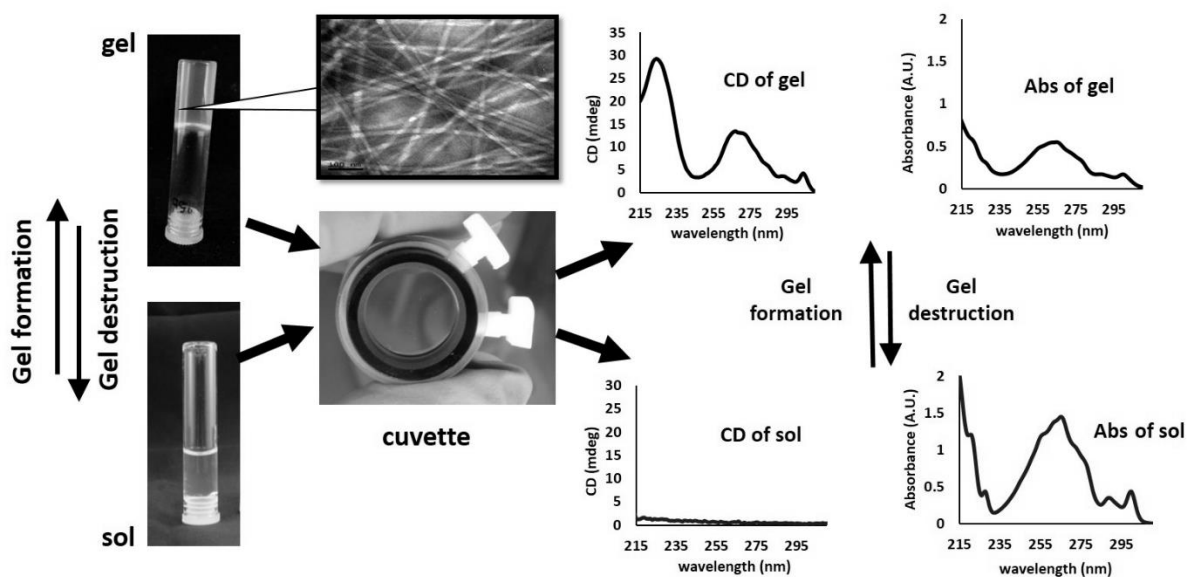 gel
Gel formation
Gel destruction
sol
cuvette
CD (mdeg)
35
30
25
20
15
10
5
0
CD of gel
215 235 255 275 295
wavelength (nm)
Absorbance (A.U.)
2
1.5
1
0.5
0
Abs of gel
215 235 255 275 295
wavelength (nm)
Gel
formation
Gel
destruction
CD (mdeg)
30
25
20
15
10
5
0
CD of sol
215 235 255 275 295
wavelength (nm)
Absorbance (A.U.)
2
1.5
1
0.5
0
Abs of sol
215 235 255 275 295
wavelength (nm)